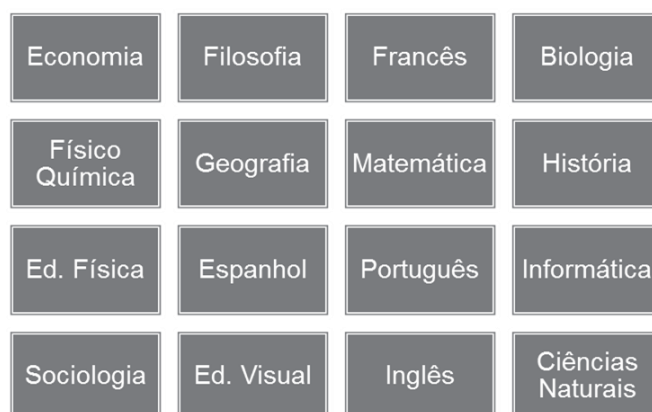 Economia
Filosofia
Francês
Biologia
Físico
Química
Geografia
Matemática
História
Ed. Física
Espanhol
Português
Informática
Sociologia
Ed. Visual
Inglês
Ciências
Naturais